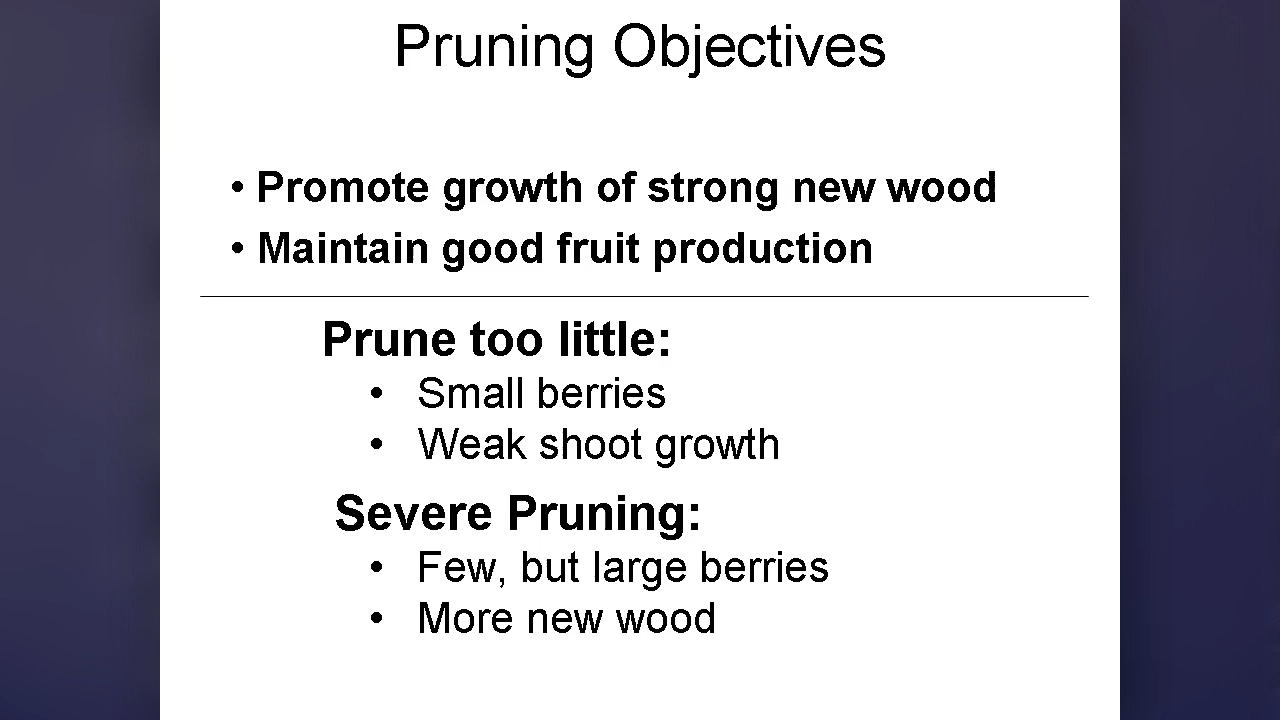 Pruning Objectives
• Promote growth of strong new wood
• Maintain good fruit production
Prune too little:
• Small berries
• Weak shoot growth
Severe Pruning:
• Few, but large berries
• More new wood